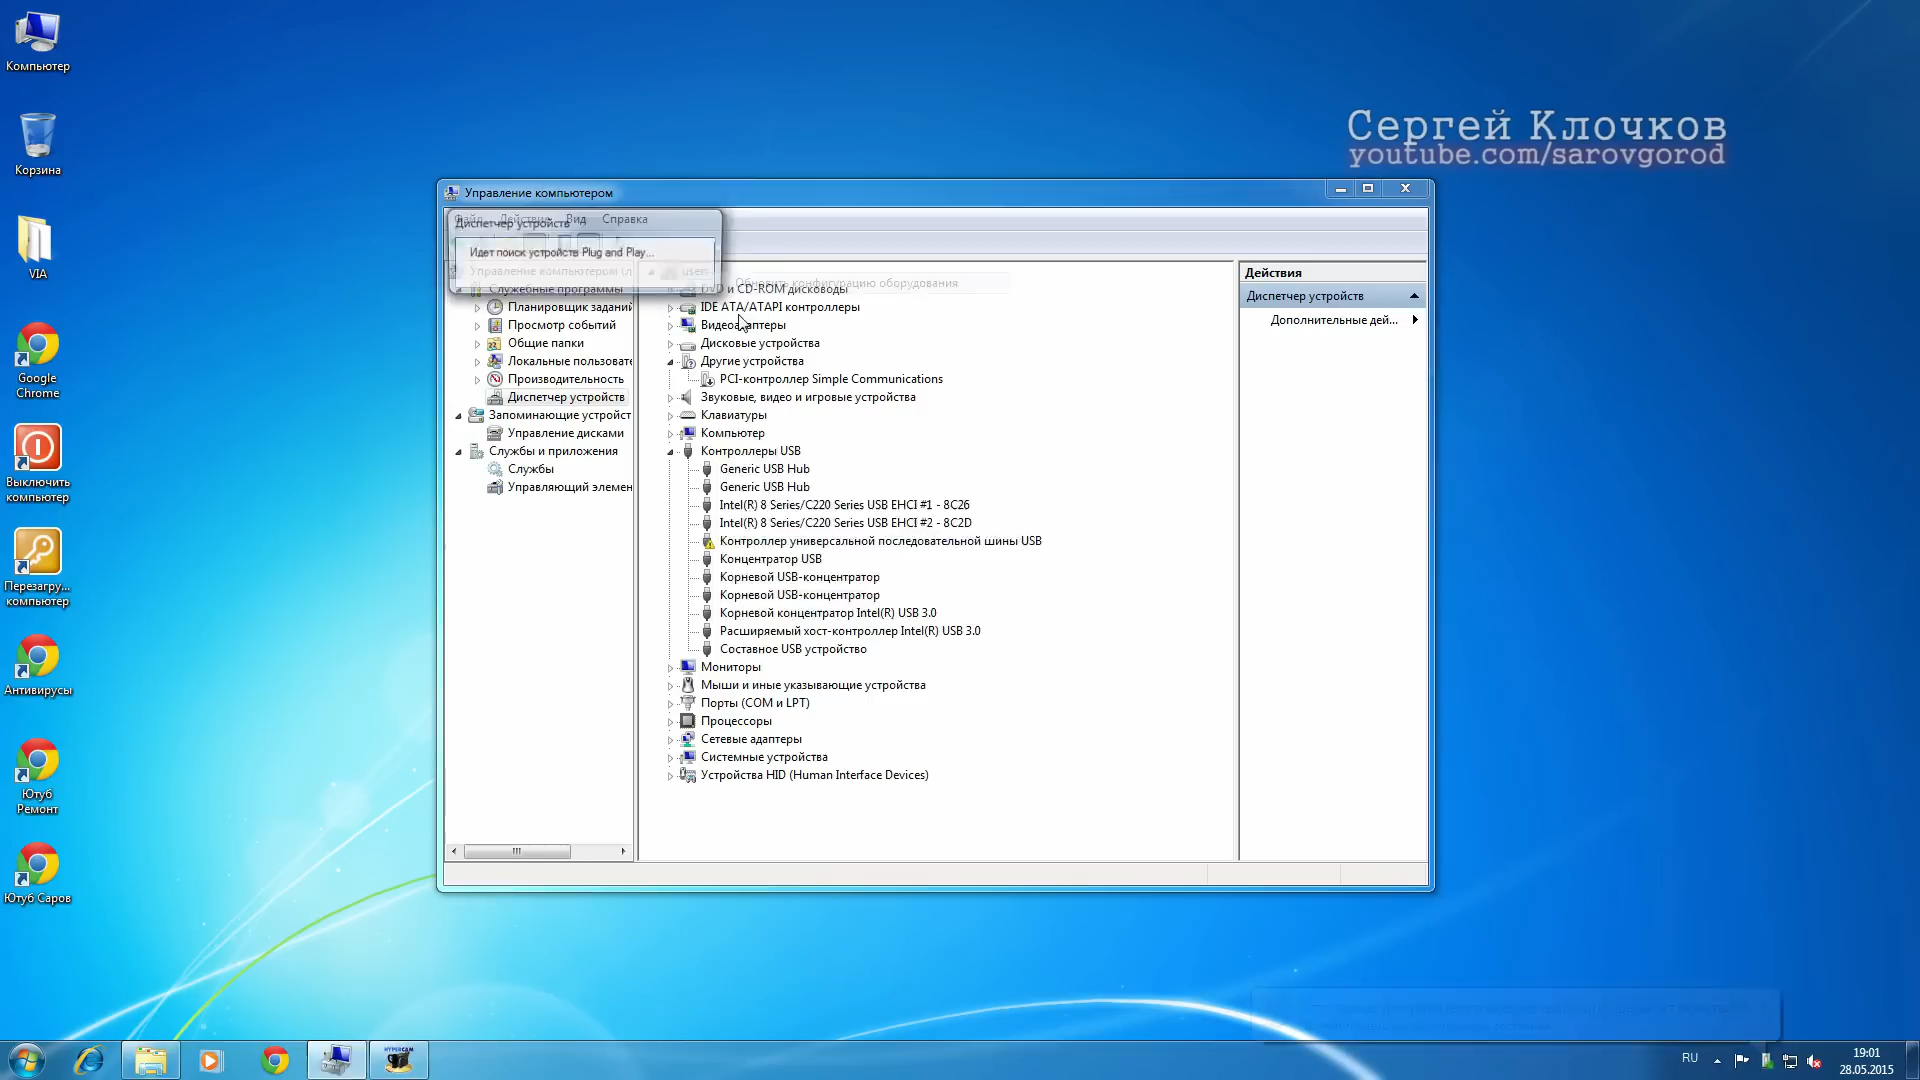 Компьютер
Корзина
VIA
Google
Chrome
Выключить
компьютер
Перезагру...
компьютер
Антивирусы
Ютуб
Ремонт
Ютуб Саров
Сергей Клочков
youtube.com/sarovgorod
Управление компьютером
Файл Действие Вид Справка
Диспетчер устройств
Идет поиск устройств Plug and Play...
Управление компьютером (л
Служебные программы
Планировщик заданий
Просмотр событий
Общие папки
Локальные пользовате
Производительность
Диспетчер устройств
Запоминающие устройст
Управление дисками
Службы и приложения
Службы
Управляющий элемен
Обновить конфигурацию оборудования
DVD и CD-ROM дисководы
IDE ATA/ATAPI контроллеры
Видеоадаптеры
Дисковые устройства
Другие устройства
PCI-контроллер Simple Communications
Звуковые, видео и игровые устройства
Клавиатуры
Компьютер
Контроллеры USB
Generic USB Hub
Generic USB Hub
Intel(R) 8 Series/C220 Series USB EHCI #1 - 8C26
Intel(R) 8 Series/C220 Series USB EHCI #2 - 8C2D
Контроллер универсальной последовательной шины USB
Концентратор USB
Корневой USB-концентратор
Корневой USB-концентратор
Корневой концентратор Intel(R) USB 3.0
Расширяемый хост-контроллер Intel(R) USB 3.0
Составное USB устройство
Мониторы
Мыши и иные указывающие устройства
Порты (COM и LPT)
Процессоры
Сетевые адаптеры
Системные устройства
Устройства HID (Human Interface Devices)
Действия
Диспетчер устройств
Дополнительные дей...
HYPERCAM
RU
19:01
28.05.2015